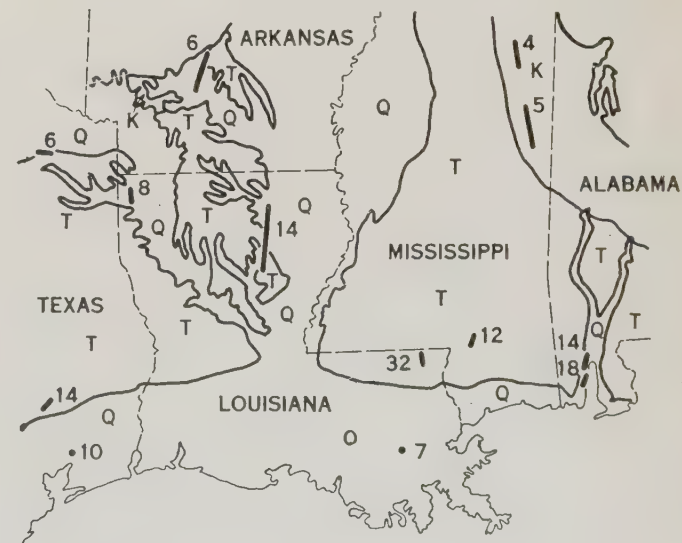 6 ARKANSAS 4
T K
5
K T Q Q
Q
6 T
8 ALABAMA
T Q T Q
14 T
MISSISSIPPI
T T T
TEXAS Q
T T 12 14 Q
32 18
14 LOUISIANA Q
Q
10 O 7